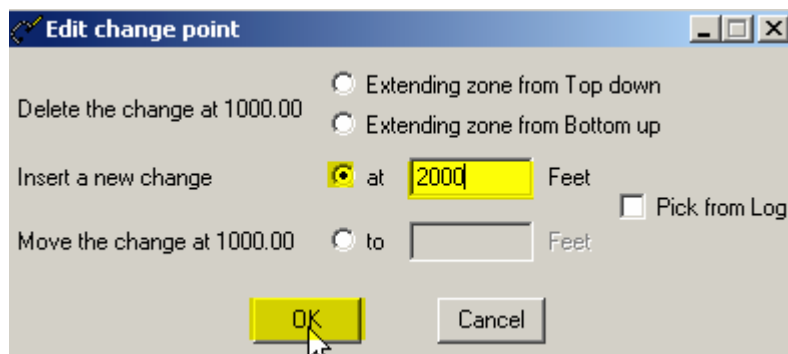 Edit change point
Extending zone from Top down
Delete the change at 1000.00
Extending zone from Bottom up
Insert a new change at 2000 Feet
Pick from Log
Move the change at 1000.00 to Feet
OK Cancel